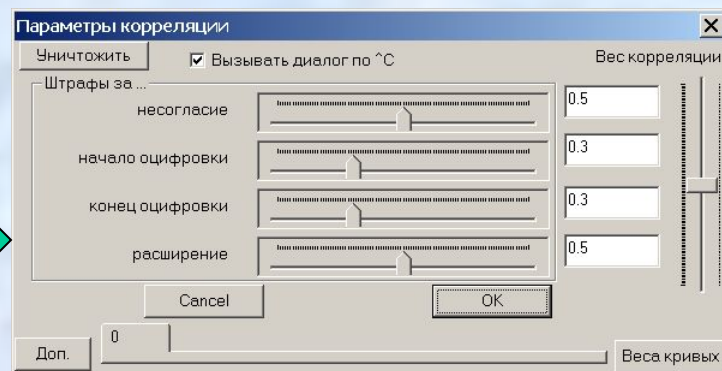 Параметры корреляции
Уничтожить
Вызывать диалог по ^C
Вес корреляции
Штрафы за ...
несогласие 0.5
начало оцифровки 0.3
конец оцифровки 0.3
расширение 0.5
Cancel OK
0
Доп.
Веса кривых